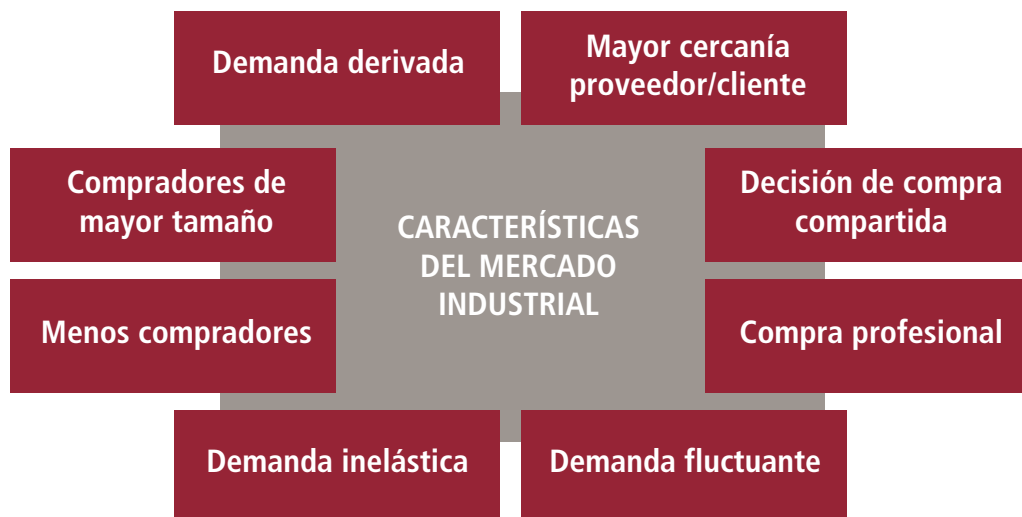 Demanda derivada
Mayor cercanía
proveedor/cliente
Compradores de
mayor tamaño
CARACTERÍSTICAS
DEL MERCADO
INDUSTRIAL
Decisión de compra
compartida
Menos compradores
Compra profesional
Demanda inelástica
Demanda fluctuante